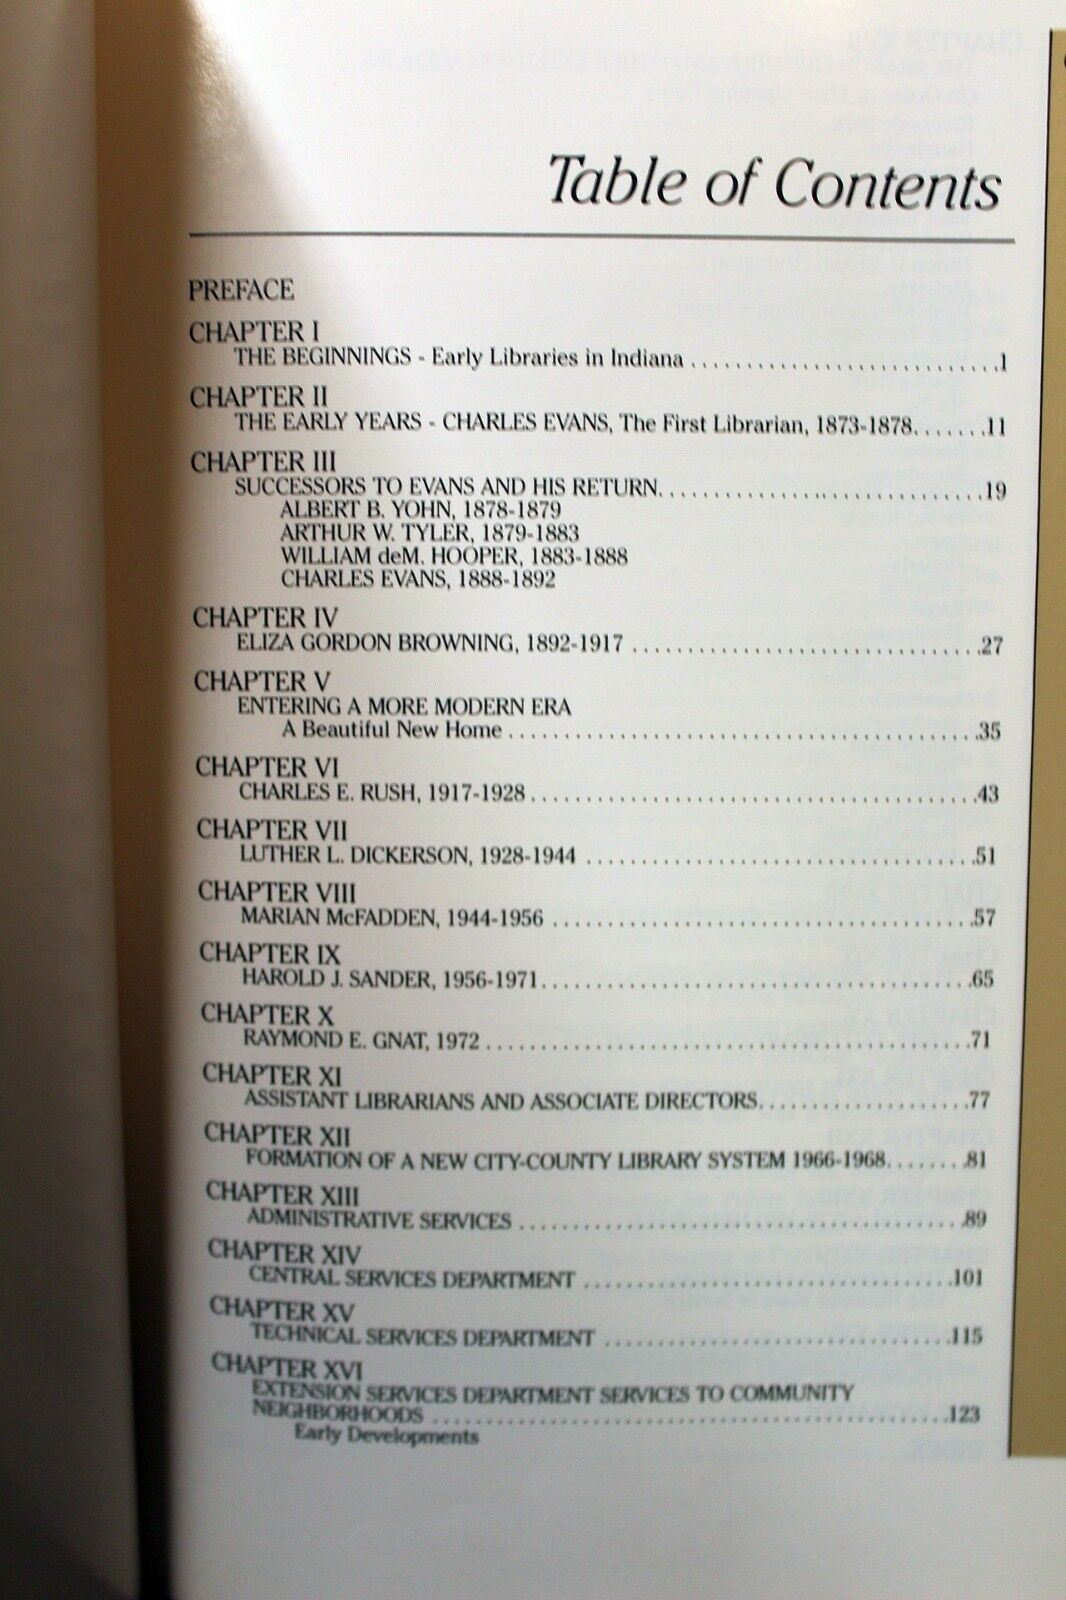 Table of Contents
PREFACE
CHAPTER I
THE BEGINNINGS - Early Libraries in Indiana ............................1
CHAPTER II
THE EARLY YEARS - CHARLES EVANS, The First Librarian, 1873-1878.......11
CHAPTER III
SUCCESSORS TO EVANS AND HIS RETURN..............................19
ALBERT B. YOHN, 1878-1879
ARTHUR W. TYLER, 1879-1883
WILLIAM deM. HOOPER, 1883-1888
CHARLES EVANS, 1888-1892
CHAPTER IV
ELIZA GORDON BROWNING, 1892-1917 ................................27
CHAPTER V
ENTERING A MORE MODERN ERA
A Beautiful New Home ...........................................35
CHAPTER VI
CHARLES E. RUSH, 1917-1928 .........................................43
CHAPTER VII
LUTHER L. DICKERSON, 1928-1944 ....................................51
CHAPTER VIII
MARIAN McFADDEN, 1944-1956 .......................................57
CHAPTER IX
HAROLD J. SANDER, 1956-1971........................................65
CHAPTER X
RAYMOND E. GNAT, 1972 .............................................71
CHAPTER XI
ASSISTANT LIBRARIANS AND ASSOCIATE DIRECTORS....................77
CHAPTER XII
FORMATION OF A NEW CITY-COUNTY LIBRARY SYSTEM 1966-1968........81
CHAPTER XIII
ADMINISTRATIVE SERVICES ..........................................89
CHAPTER XIV
CENTRAL SERVICES DEPARTMENT ...................................101
CHAPTER XV
TECHNICAL SERVICES DEPARTMENT .................................115
CHAPTER XVI
EXTENSION SERVICES DEPARTMENT SERVICES TO COMMUNITY
NEIGHBORHOODS ..................................................123
Early Developments